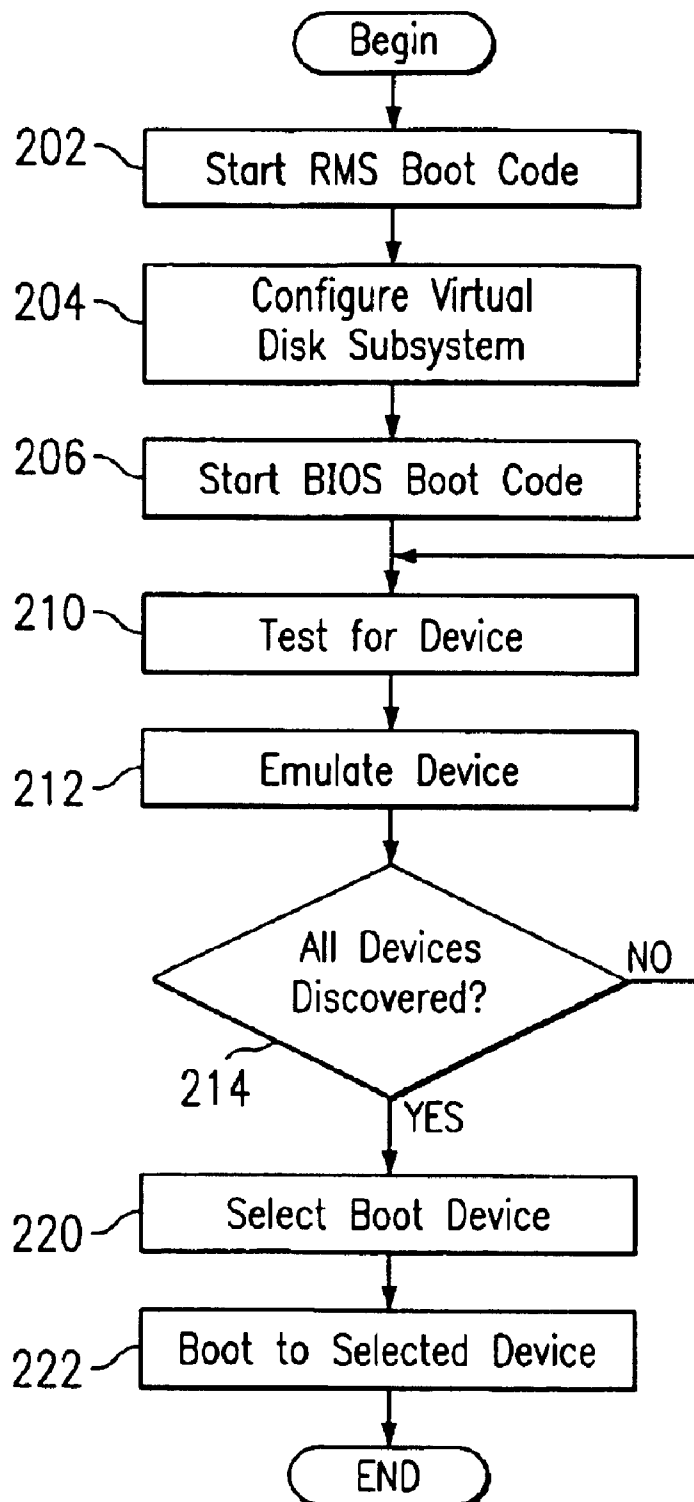 Begin
202
Start RMS Boot Code
204
Configure Virtual
Disk Subsystem
206
Start BIOS Boot Code
210
Test for Device
212
Emulate Device
All Devices
Discovered?
NO
214
YES
220
Select Boot Device
222
Boot to Selected Device
END